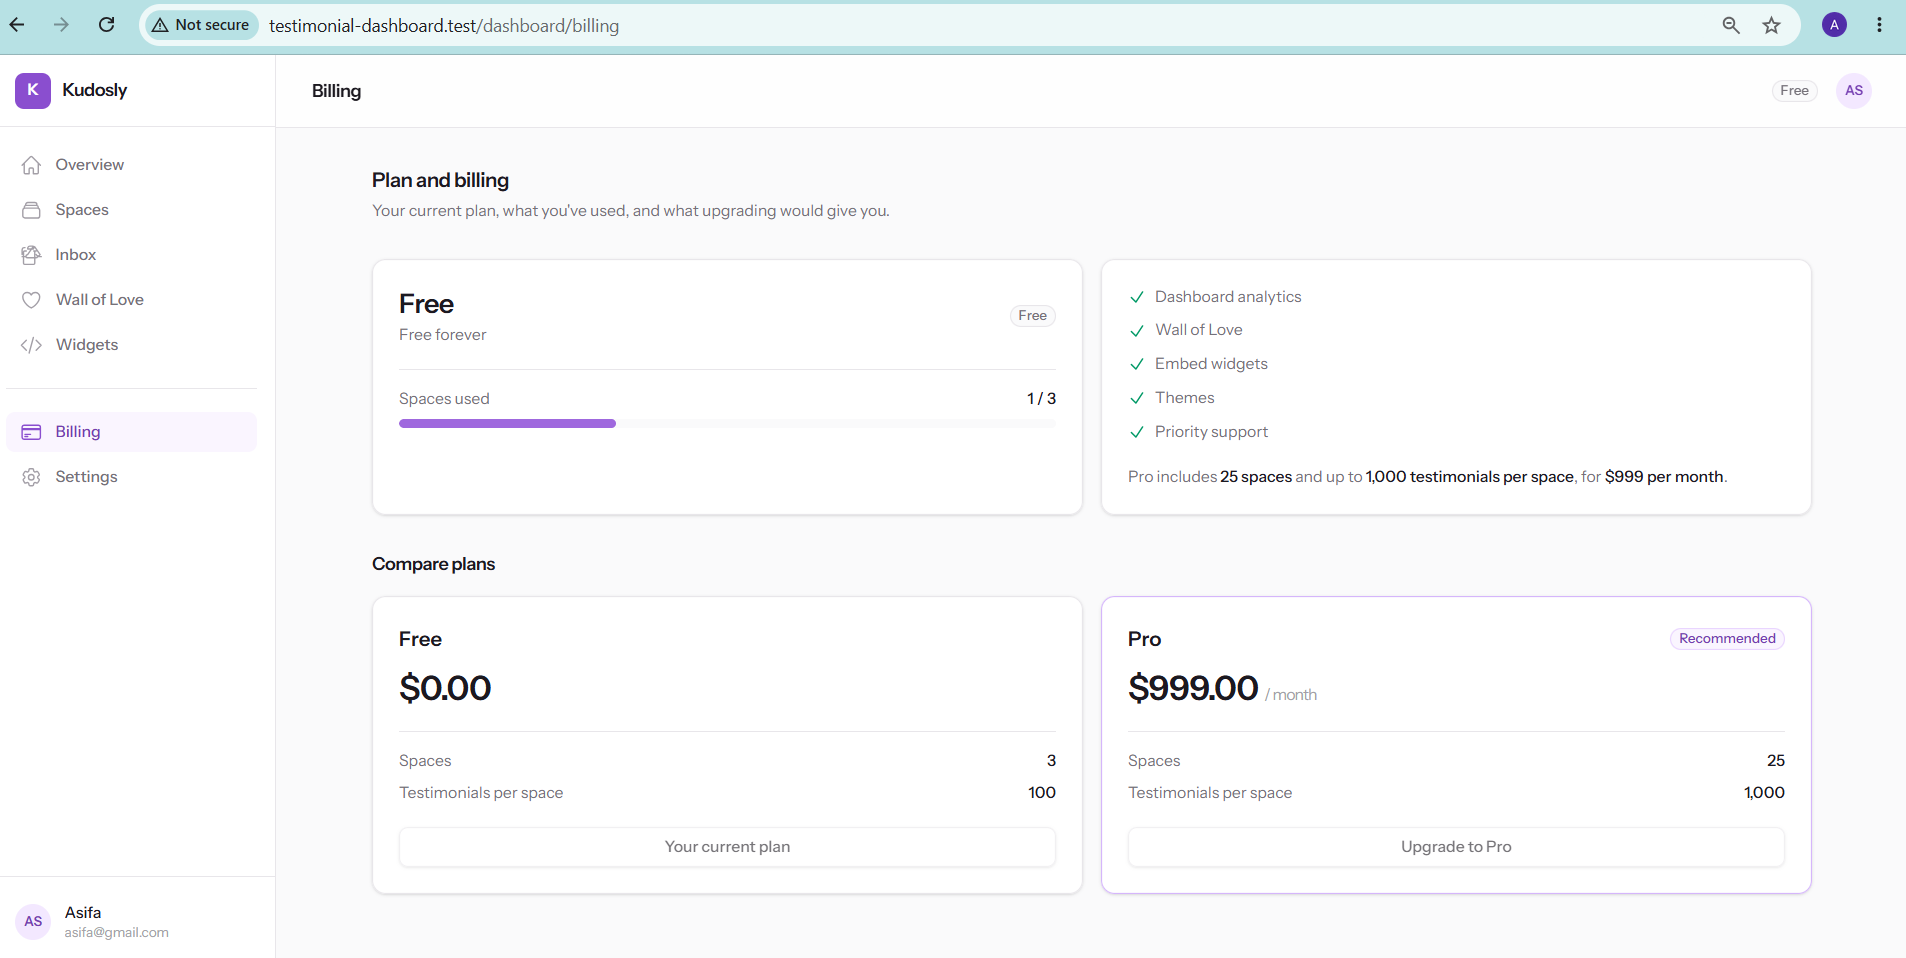 Not secure
testimonial-dashboard.test/dashboard/billing
A
K
Kudosly
Billing
Free
AS
Overview
Spaces
Inbox
Wall of Love
Widgets
Billing
Settings
Plan and billing
Your current plan, what you've used, and what upgrading would give you.
Free
Free
Free forever
Spaces used
1 / 3
Dashboard analytics
Wall of Love
Embed widgets
Themes
Priority support
Pro includes 25 spaces and up to 1,000 testimonials per space, for $999 per month.
Compare plans
Free
$0.00
Spaces
3
Testimonials per space
100
Your current plan
Pro
Recommended
$999.00 / month
Spaces
25
Testimonials per space
1,000
Upgrade to Pro
AS
Asifa
asifa@gmail.com